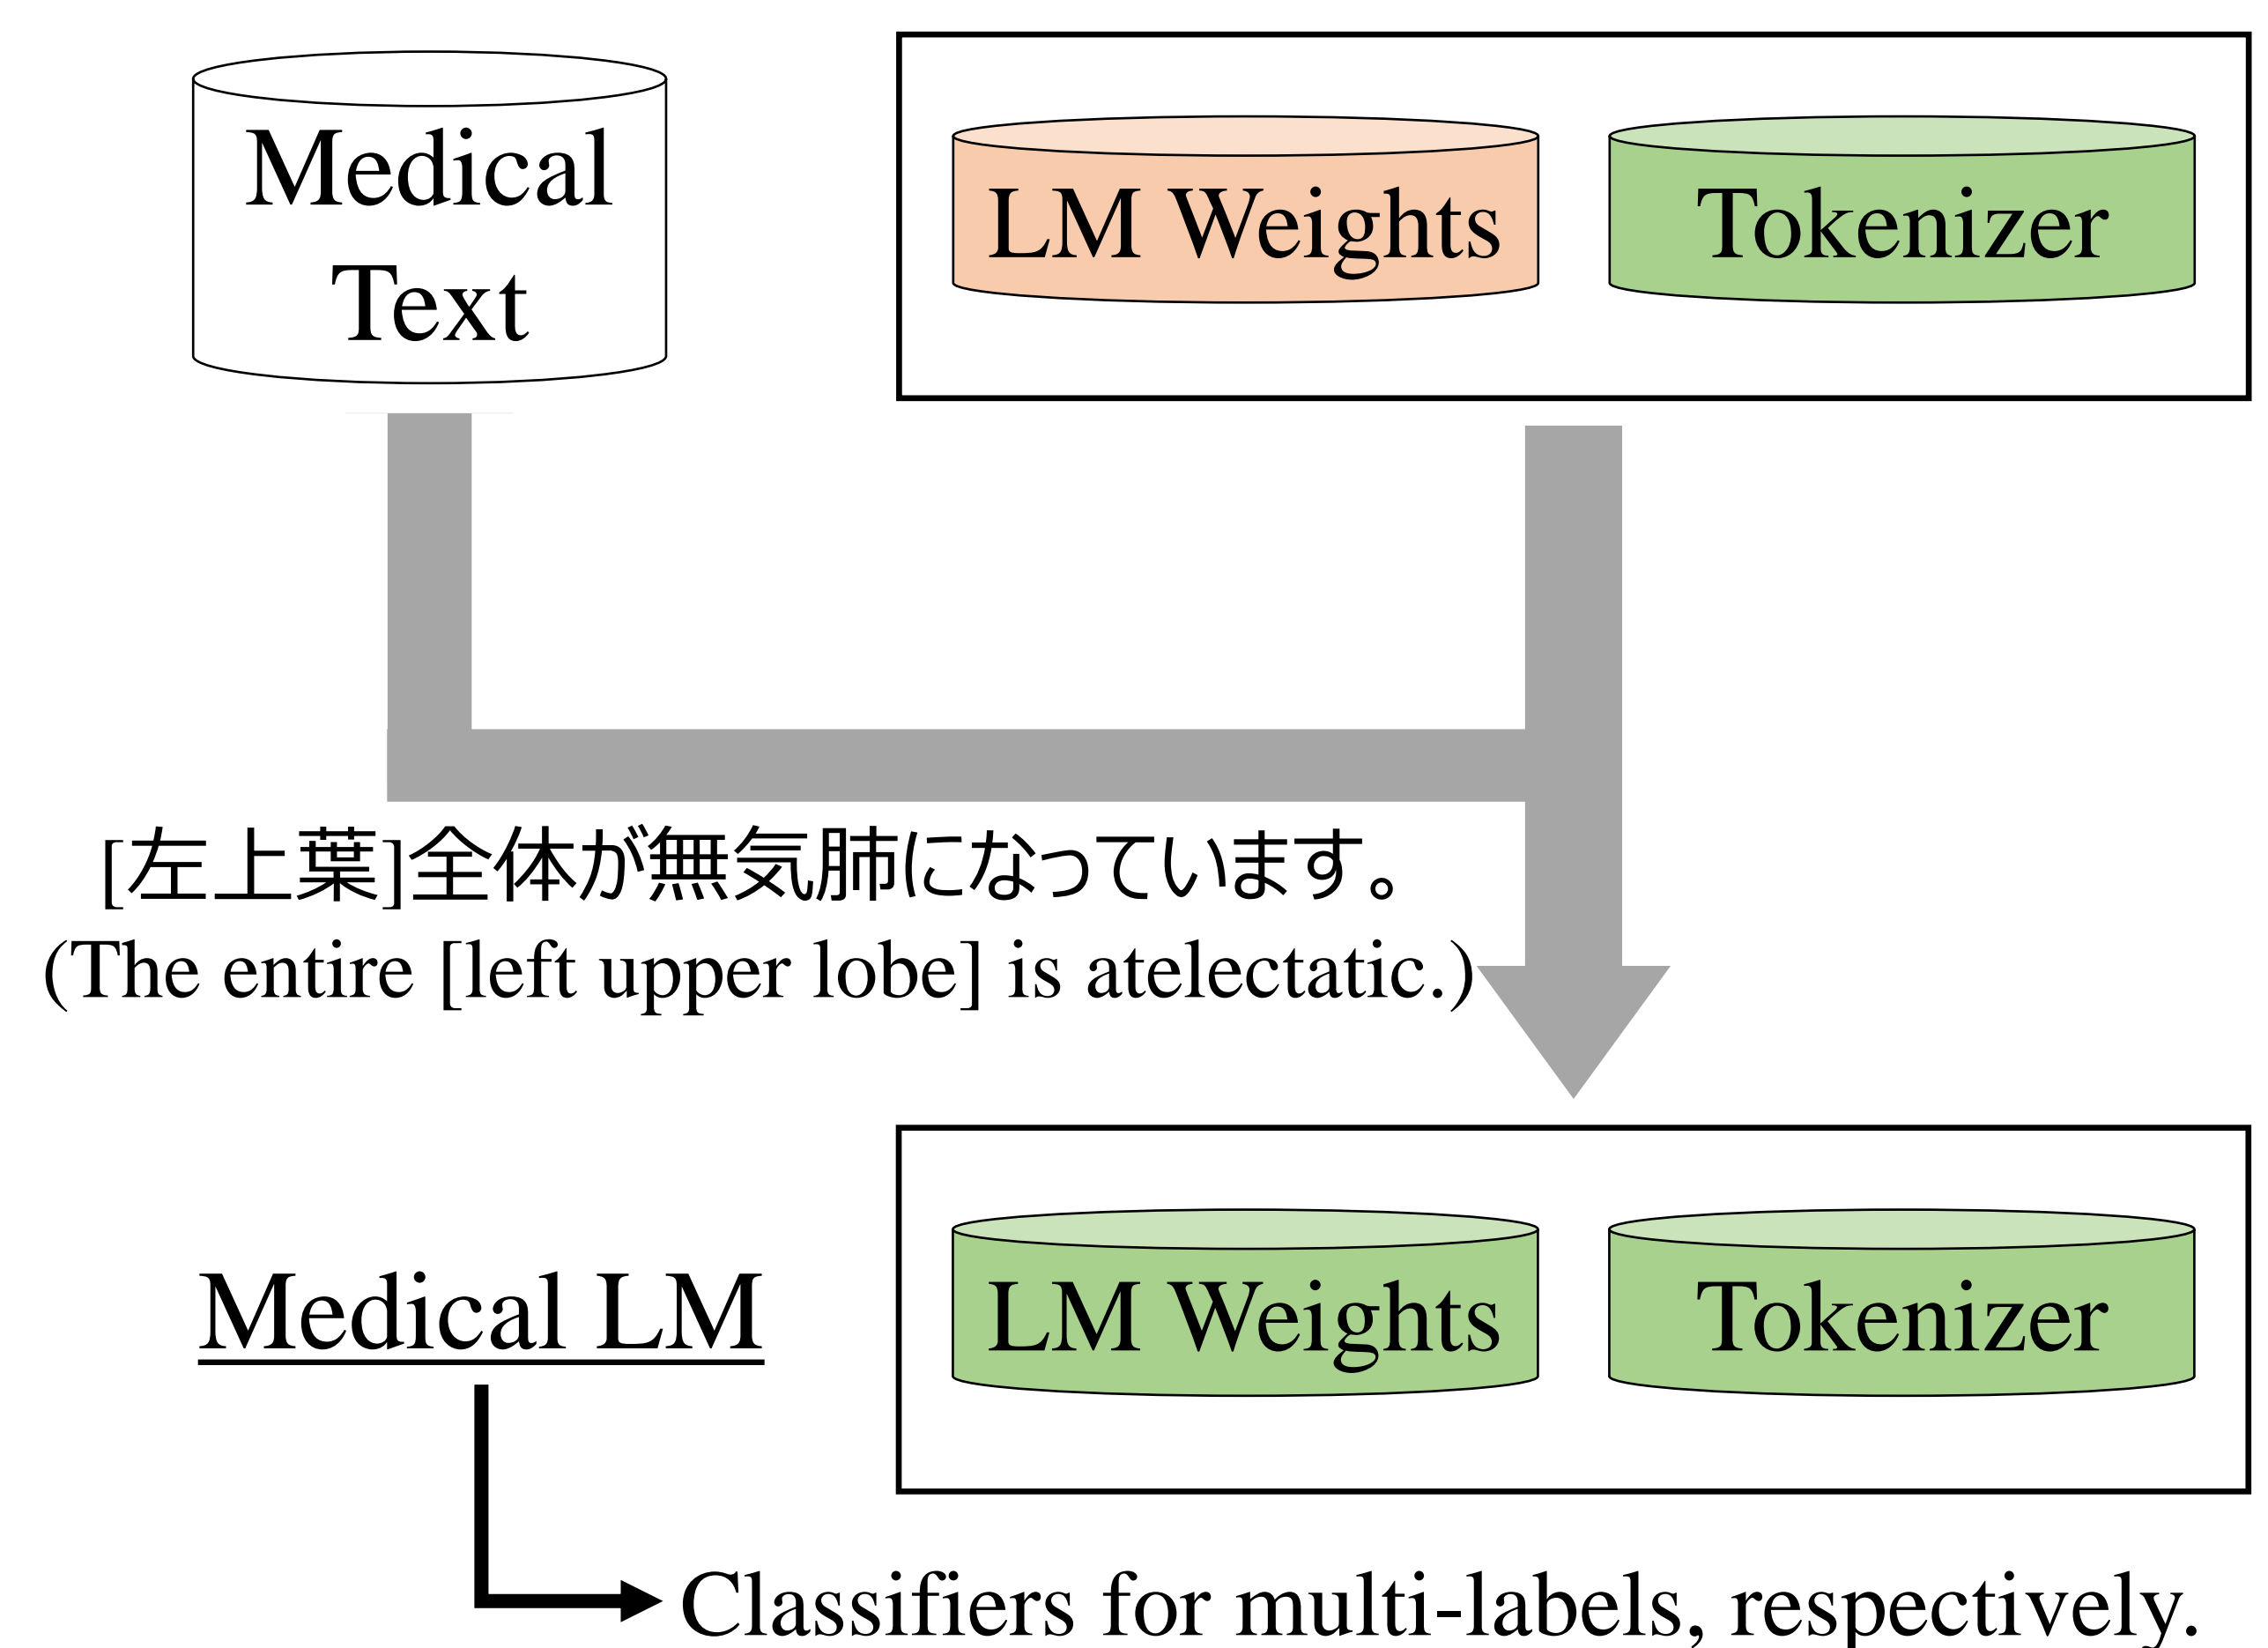 Medical
Text
LM Weights
Tokenizer
[左上葉]全体が無気肺になっています。
(The entire [left upper lobe] is atelectatic.)
Medical LM
LM Weights
Tokenizer
Classifiers for multi-labels, respectively.